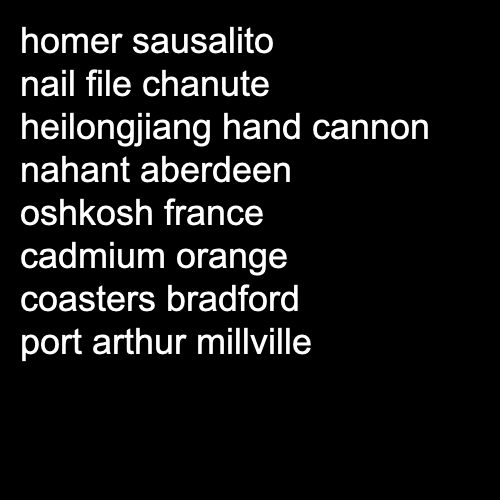 homer sausalito
nail file chanute
heilongjiang hand cannon
nahant aberdeen
oshkosh france
cadmium orange
coasters bradford
port arthur millville